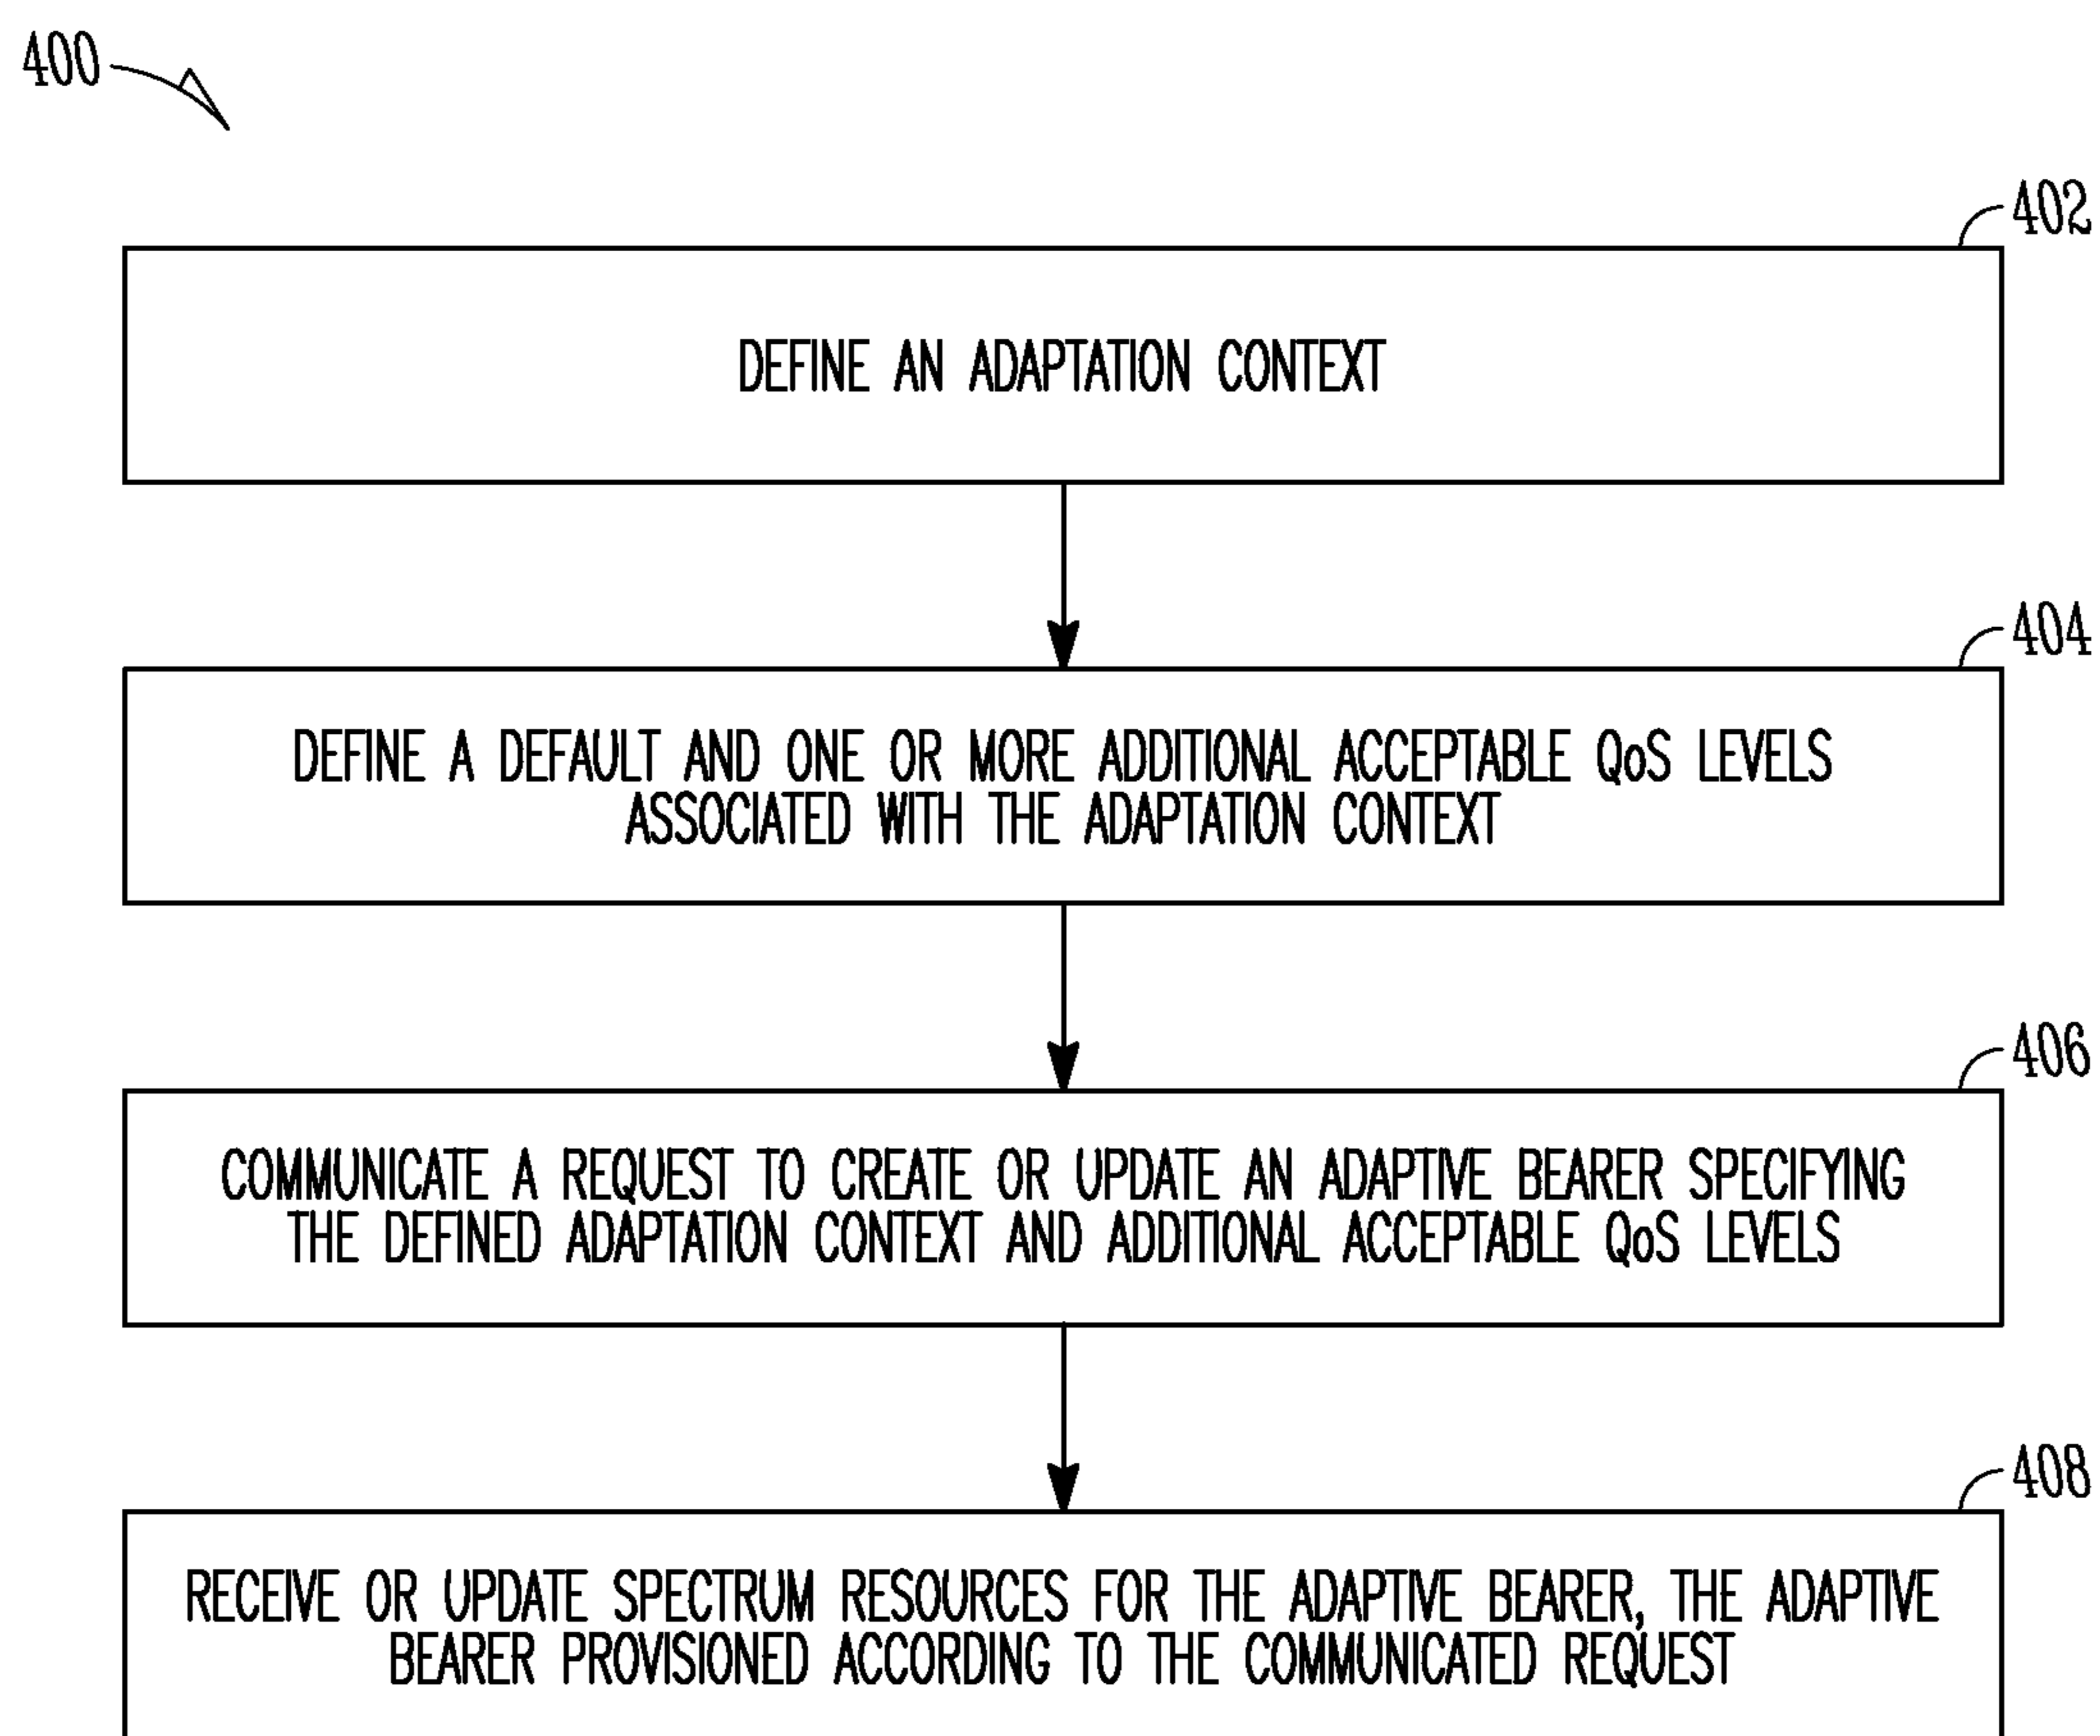 400
402
DEFINE AN ADAPTATION CONTEXT
404
DEFINE A DEFAULT AND ONE OR MORE ADDITIONAL ACCEPTABLE QoS LEVELS
ASSOCIATED WITH THE ADAPTATION CONTEXT
406
COMMUNICATE A REQUEST TO CREATE OR UPDATE AN ADAPTIVE BEARER SPECIFYING
THE DEFINED ADAPTATION CONTEXT AND ADDITIONAL ACCEPTABLE QoS LEVELS
408
RECEIVE OR UPDATE SPECTRUM RESOURCES FOR THE ADAPTIVE BEARER, THE ADAPTIVE
BEARER PROVISIONED ACCORDING TO THE COMMUNICATED REQUEST